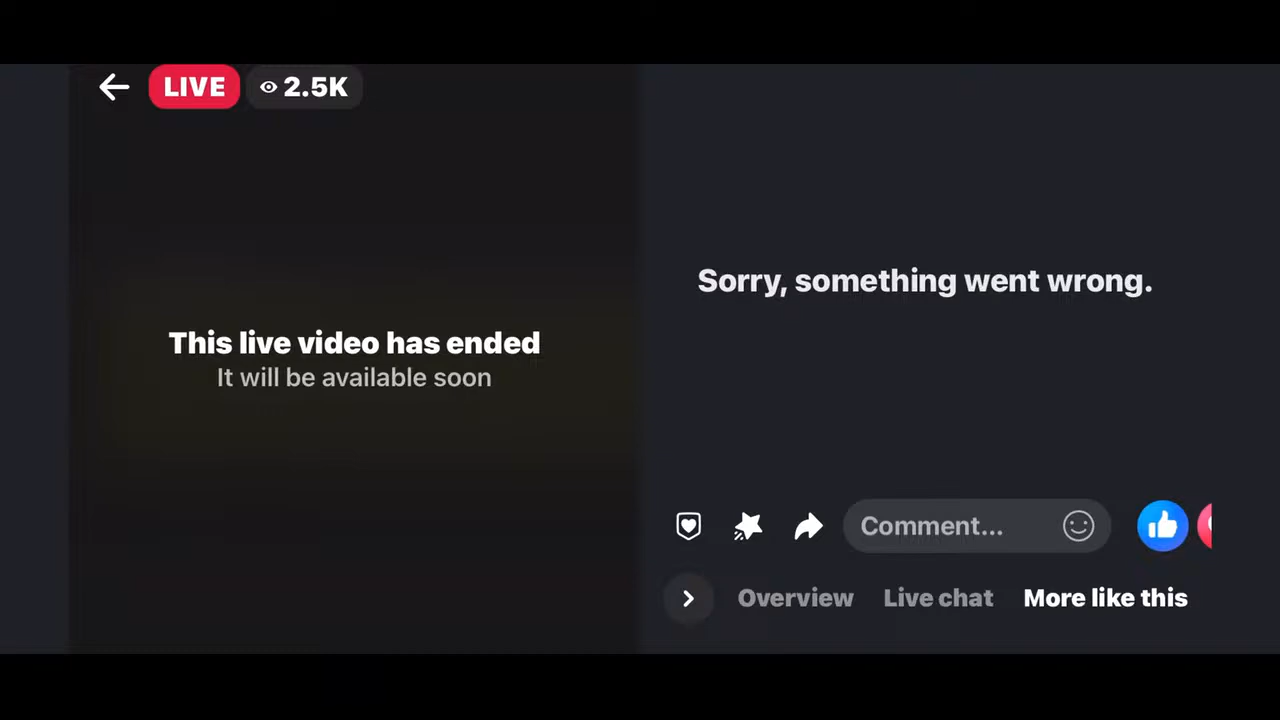 LIVE 2.5K
This live video has ended
It will be available soon
Sorry, something went wrong.
Comment...
Overview Live chat More like this